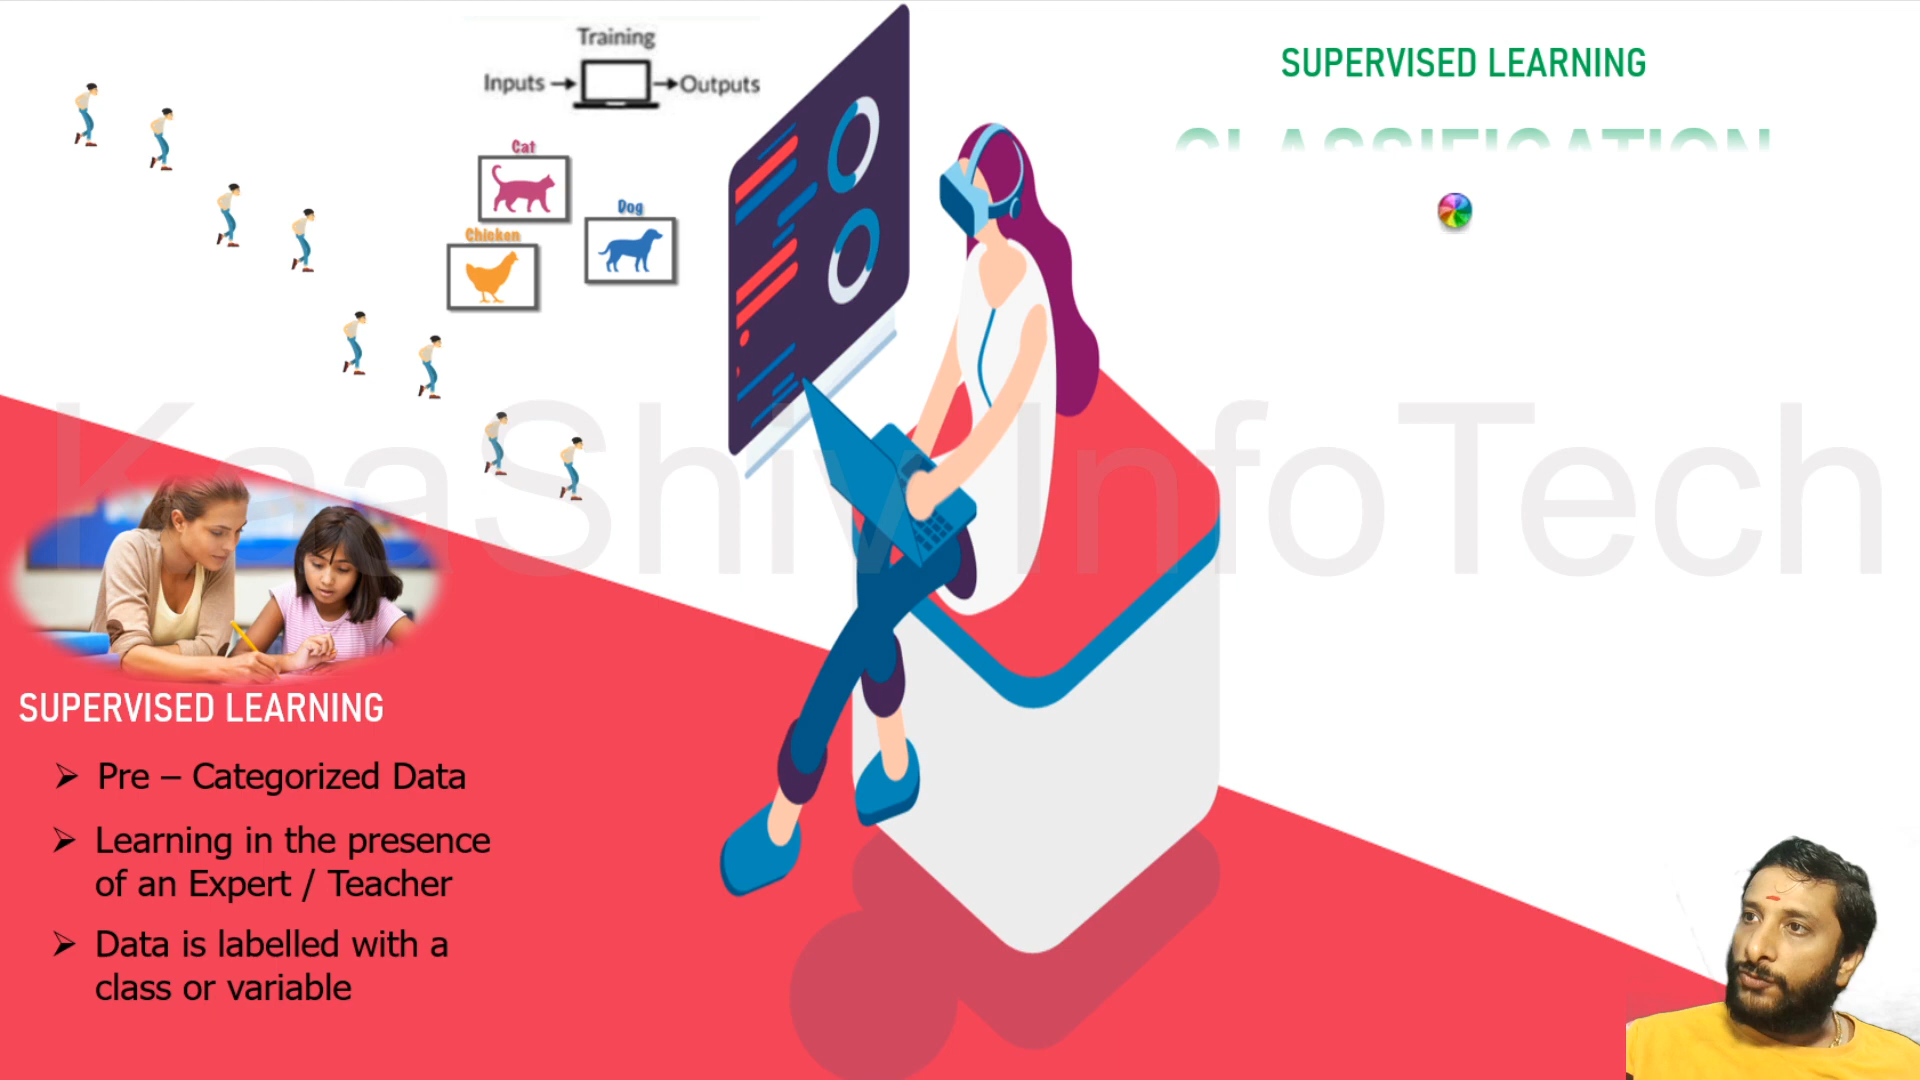 Training
Inputs
Outputs
Cat
Dog
Chicken
SUPERVISED LEARNING
CLASSIFICATION
KaaShiv InfoTech
SUPERVISED LEARNING
Pre – Categorized Data
Learning in the presence
of an Expert / Teacher
Data is labelled with a
class or variable